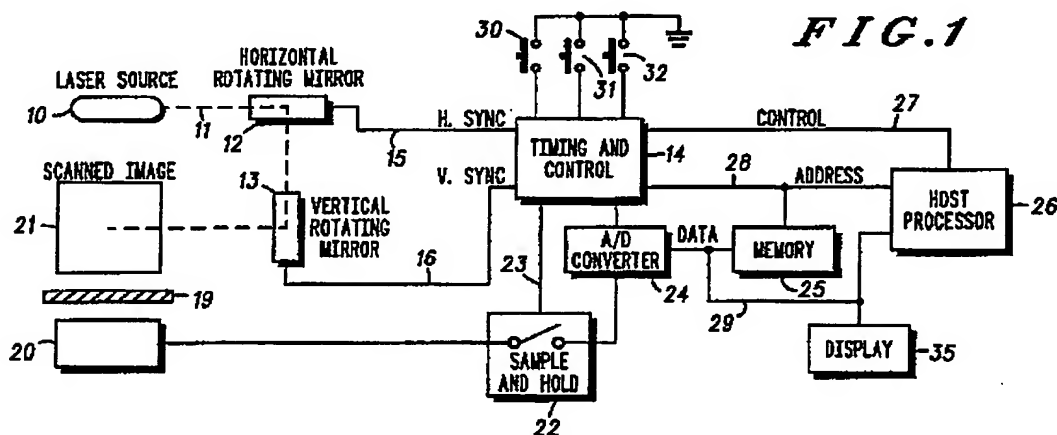 FIG.1
30
31
32
HORIZONTAL
ROTATING MIRROR
LASER SOURCE
10
11
12
H. SYNC
15
TIMING AND
CONTROL
14
CONTROL
27
28
ADDRESS
HOST
PROCESSOR
26
SCANNED IMAGE
21
13
VERTICAL
ROTATING
MIRROR
V. SYNC
16
23
A/D
CONVERTER
24
DATA
MEMORY
25
29
19
20
SAMPLE
AND HOLD
22
DISPLAY
35